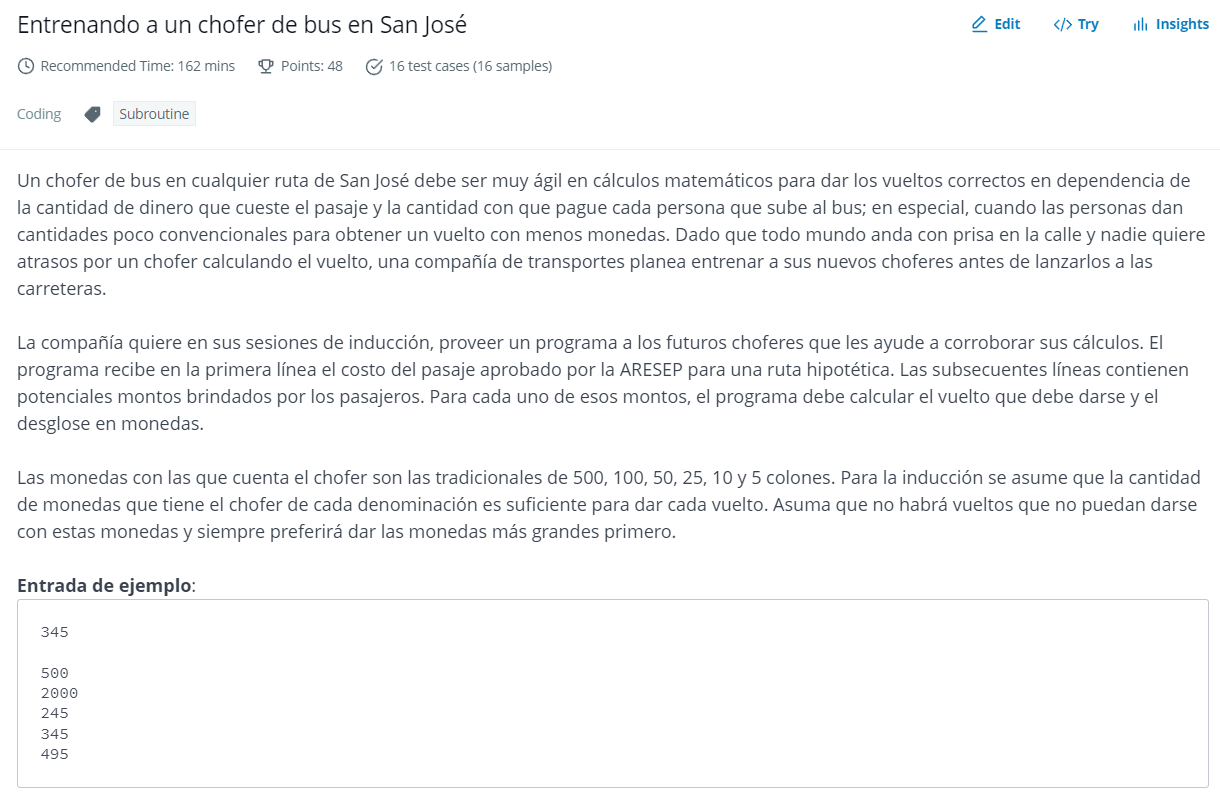 Entrenando a un chofer de bus en San José
Edit
</> Try
Insights
Recommended Time: 162 mins
Points: 48
16 test cases (16 samples)
Coding
Subroutine
Un chofer de bus en cualquier ruta de San José debe ser muy ágil en cálculos matemáticos para dar los vueltos correctos en dependencia de
la cantidad de dinero que cueste el pasaje y la cantidad con que pague cada persona que sube al bus; en especial, cuando las personas dan
cantidades poco convencionales para obtener un vuelto con menos monedas. Dado que todo mundo anda con prisa en la calle y nadie quiere
atrasos por un chofer calculando el vuelto, una compañía de transportes planea entrenar a sus nuevos choferes antes de lanzarlos a las
carreteras.
La compañía quiere en sus sesiones de inducción, proveer un programa a los futuros choferes que les ayude a corroborar sus cálculos. El
programa recibe en la primera línea el costo del pasaje aprobado por la ARESEP para una ruta hipotética. Las subsecuentes líneas contienen
potenciales montos brindados por los pasajeros. Para cada uno de esos montos, el programa debe calcular el vuelto que debe darse y el
desglose en monedas.
Las monedas con las que cuenta el chofer son las tradicionales de 500, 100, 50, 25, 10 y 5 colones. Para la inducción se asume que la cantidad
de monedas que tiene el chofer de cada denominación es suficiente para dar cada vuelto. Asuma que no habrá vueltos que no puedan darse
con estas monedas y siempre preferirá dar las monedas más grandes primero.
Entrada de ejemplo:
345
500
2000
245
345
495